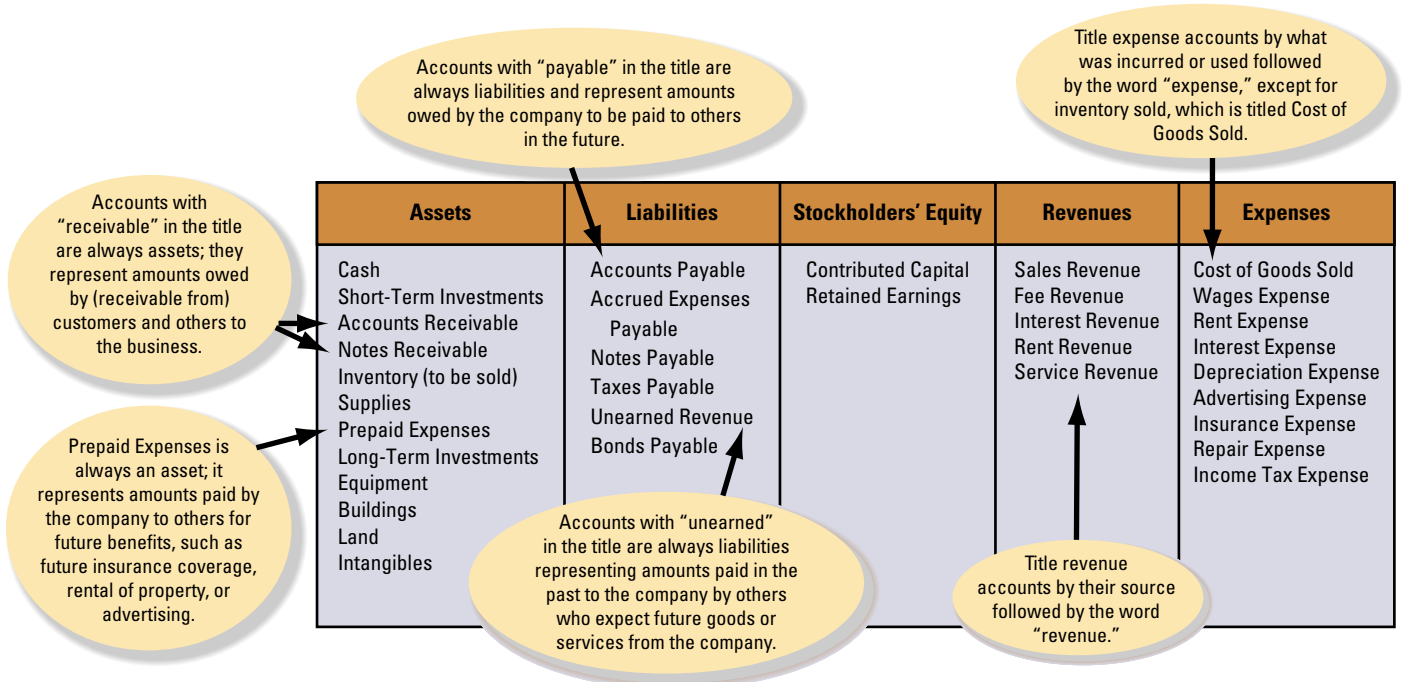 Accounts with “payable” in the title are
always liabilities and represent amounts
owed by the company to be paid to others
in the future.
Title expense accounts by what
was incurred or used followed
by the word “expense,” except for
inventory sold, which is titled Cost of
Goods Sold.
Accounts with
“receivable” in the title
are always assets; they
represent amounts owed
by (receivable from)
customers and others to
the business.
Prepaid Expenses is
always an asset; it
represents amounts paid by
the company to others for
future benefits, such as
future insurance coverage,
rental of property, or
advertising.
Assets
Cash
Short-Term Investments
Accounts Receivable
Notes Receivable
Inventory (to be sold)
Supplies
Prepaid Expenses
Long-Term Investments
Equipment
Buildings
Land
Intangibles
Liabilities
Accounts Payable
Accrued Expenses
Payable
Notes Payable
Taxes Payable
Unearned Revenue
Bonds Payable
Accounts with “unearned”
in the title are always liabilities
representing amounts paid in the
past to the company by others
who expect future goods or
services from the company.
Stockholders’ Equity
Contributed Capital
Retained Earnings
Revenues
Sales Revenue
Fee Revenue
Interest Revenue
Rent Revenue
Service Revenue
Title revenue
accounts by their source
followed by the word
“revenue.”
Expenses
Cost of Goods Sold
Wages Expense
Rent Expense
Interest Expense
Depreciation Expense
Advertising Expense
Insurance Expense
Repair Expense
Income Tax Expense